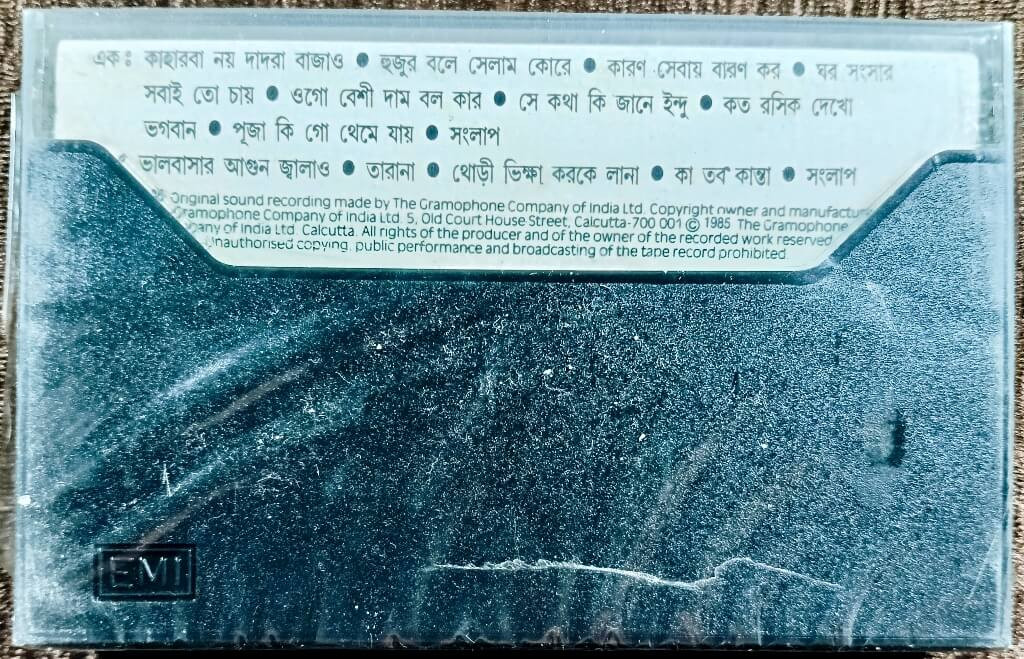 একঃ কাহারবা নয় দাদরা বাজাও ● হুজুর বলে সেলাম কোরে ● কারণ সেবায় বারণ কর ● ঘর সংসার
সবাই তো চায় ● ওগো বেশী দাম বল কার ● সে কথা কি জানে ইন্দু ● কত রসিক দেখো
ভগবান ● পূজা কি গো থেমে যায় ● সংলাপ
ভালবাসার আগুন জ্বালাও ● তারানা ● থোড়ী ভিক্ষা করকে লানা ● কা তব কান্তা ● সংলাপ
Original sound recording made by The Gramophone Company of India Ltd. Copyright owner and
Gramophone Company of India Ltd. 5, Old Court House Street, Calcutta-700 001 © 1985 The Gramophone
of India Ltd. Calcutta. All rights of the producer and of the owner of the recorded work reserved
Unauthorised copying, public performance and broadcasting of the tape record prohibited.
EMI